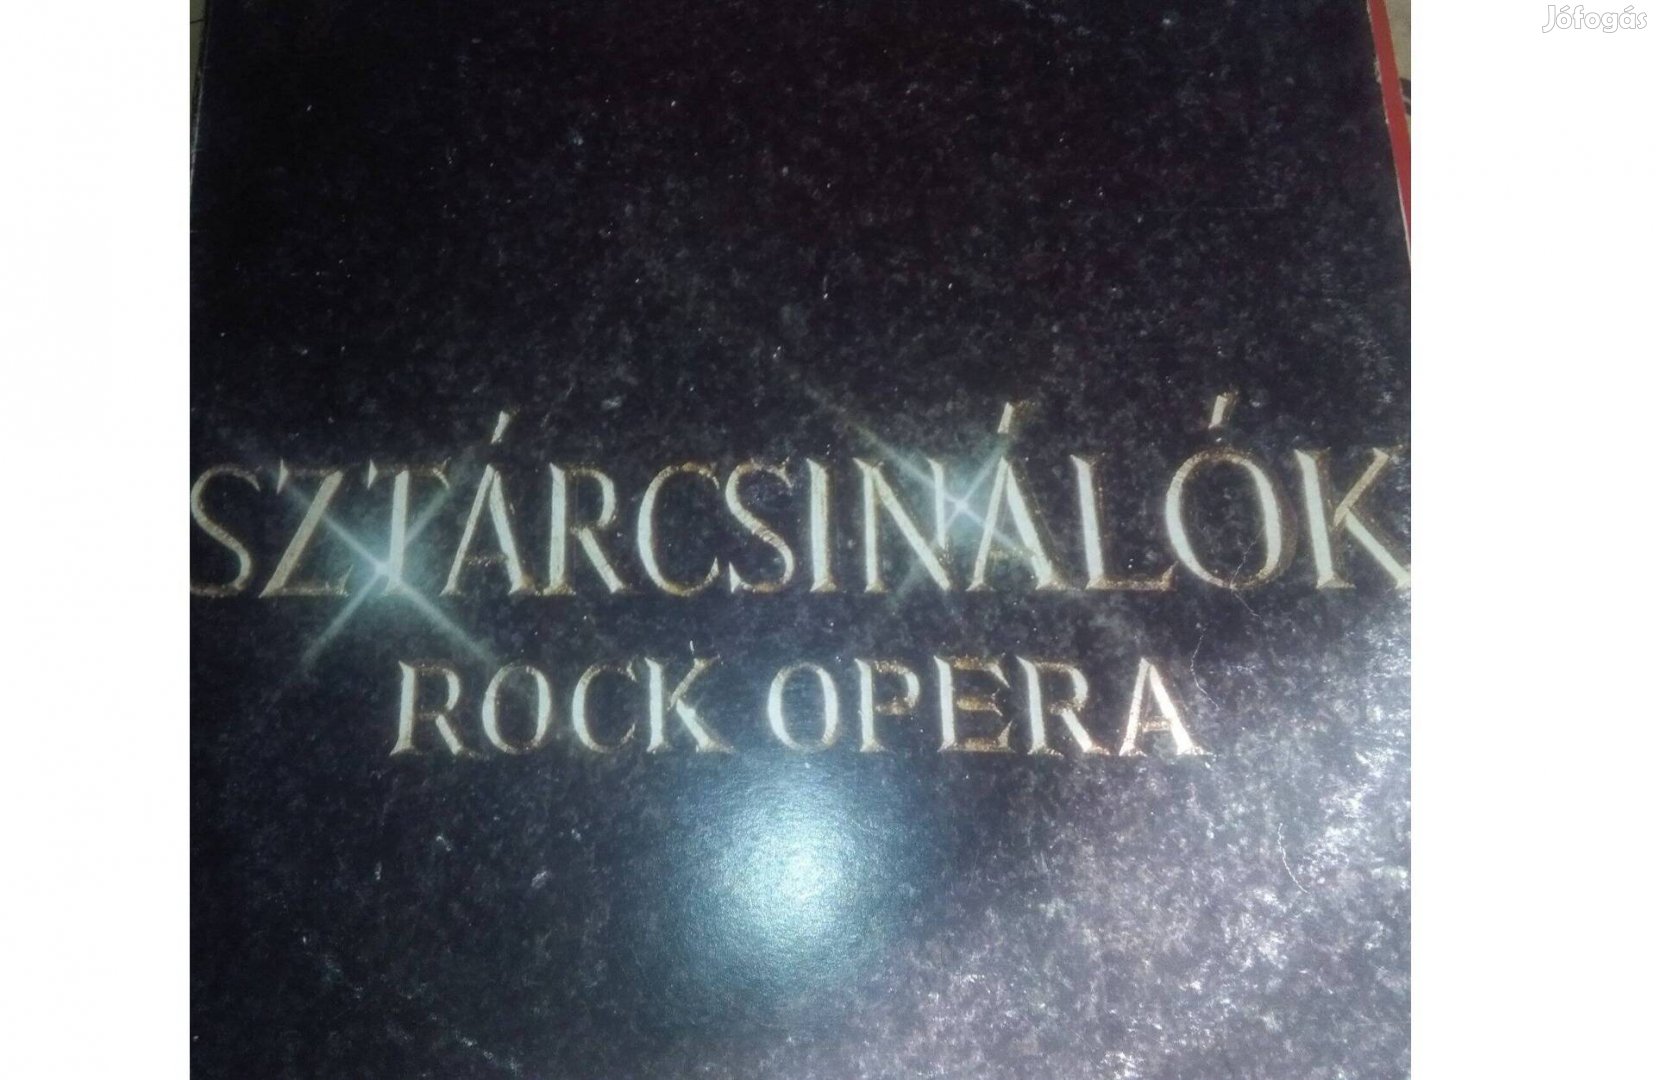 Jófogás
SZTÁRCSINÁLÓK
ROCK OPERA